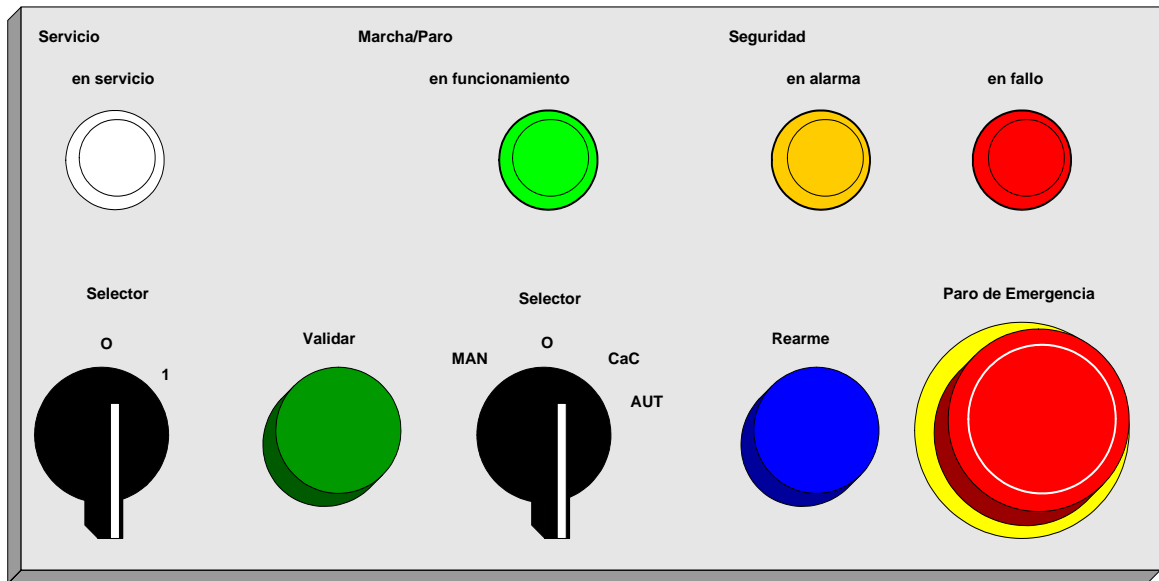 Servicio
Marcha/Paro
Seguridad
en servicio
en funcionamiento
en alarma
en fallo
Selector
Selector
Paro de Emergencia
O
Validar
MAN
O
CaC
Rearme
1
AUT